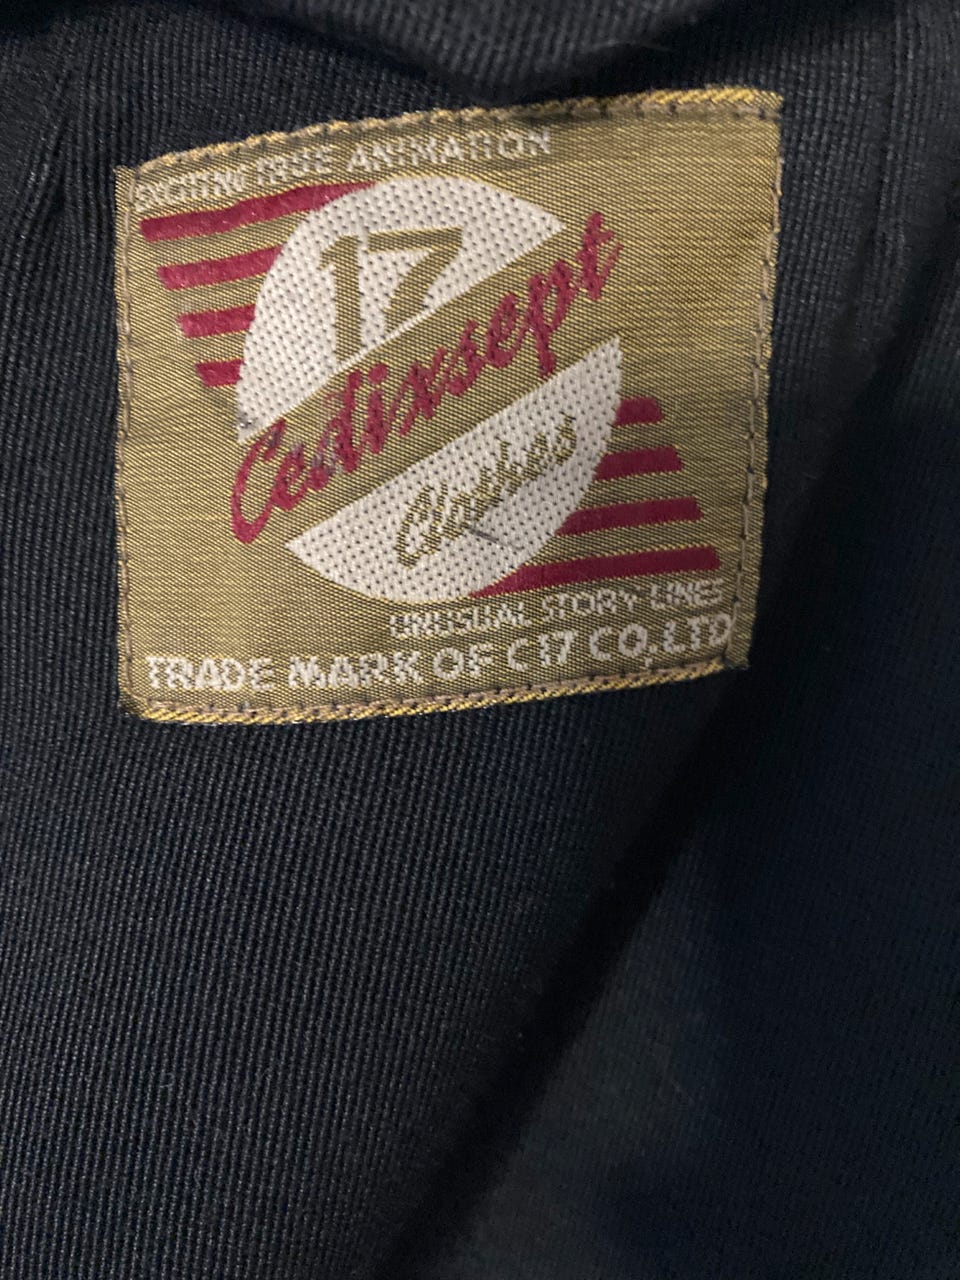 EXCITING TRUE ANIMATION
17
Cedixsept
Clothes
UNUSUAL STORY LINES
TRADE MARK OF C17 CO.,LTD